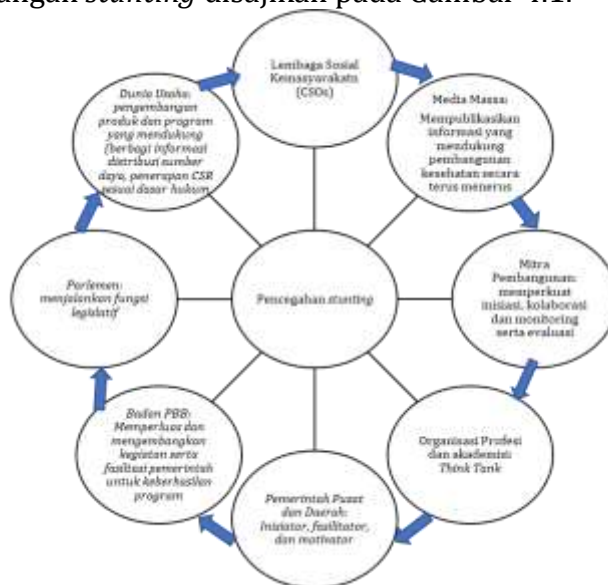 angan stunting disajikan pada Gambar 4.1.
Lembaga Sosial
Kemasyarakatn
(CSOs)
Media Massa:
Mempublikasikan
informasi yang
mendukung
pembangunan
kesehatan secara
terus menerus
Mitra
Pembangunan:
memperkuat
inisiasi, kolaborasi
dan monitoring
serta evaluasi
Organisasi Profesi
dan akademisi:
Think Tank
Pemerintah Pusat
dan Daerah:
Inisiator, fasilitator,
dan motivator
Badan PBB:
Memperluas dan
mengembangkan
kegiatan serta
fasilitasi pemerintah
untuk keberhasilan
program
Parlemen:
menjalankan fungsi
legislatif
Dunia Usaha:
pengembangan
produk dan program
yang mendukung
(berbagi informasi
distribusi sumber
daya, penerapan CSR
sesuai dasar hukum
Pencegahan stunting